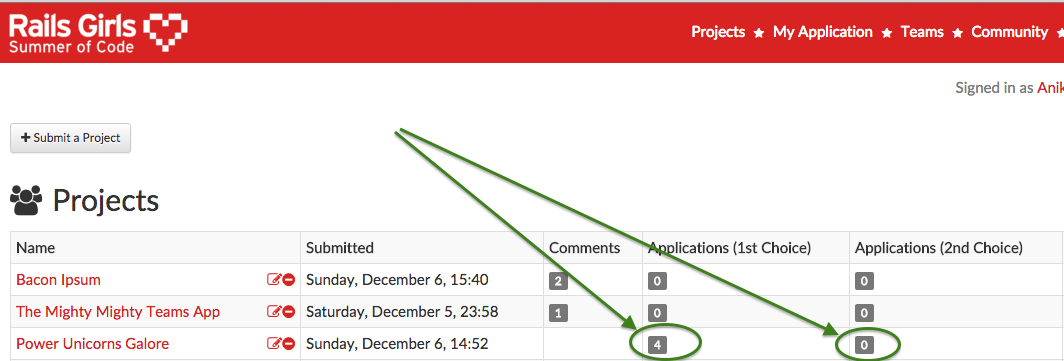 Rails Girls
Summer of Code
Projects ★ My Application ★ Teams ★ Community ★
Signed in as Anik
+ Submit a Project
Projects
Name Submitted Comments Applications (1st Choice) Applications (2nd Choice)
Bacon Ipsum Sunday, December 6, 15:40 2 0 0
The Mighty Mighty Teams App Saturday, December 5, 23:58 1 0 0
Power Unicorns Galore Sunday, December 6, 14:52 4 0